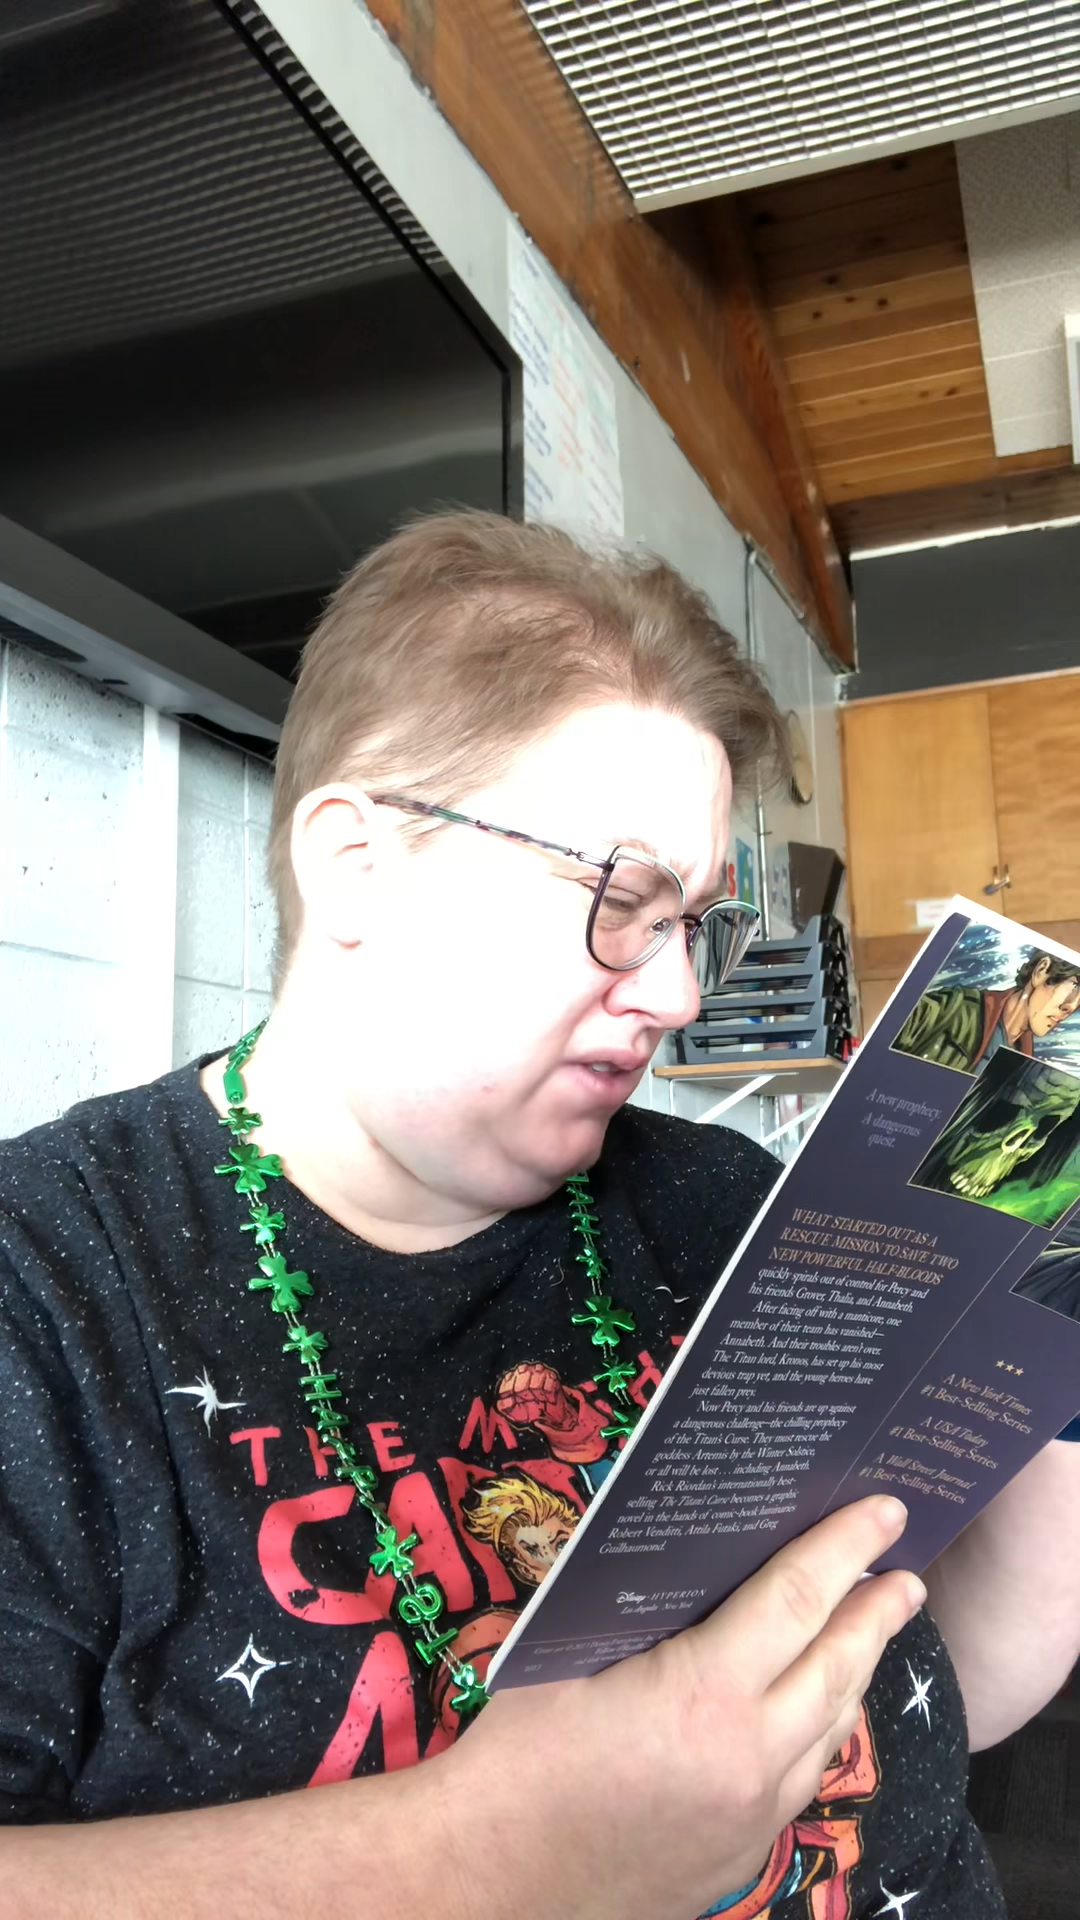 A new prophecy.
A dangerous
quest.
WHAT STARTED OUT AS A
RESCUE MISSION TO SAVE TWO
NEW POWERFUL HALF-BLOODS
quickly spirals out of control for Percy and
his friends Grover, Thalia, and Annabeth.
After facing off with a manticore, one
member of their team has vanished—
Annabeth. And their troubles aren't over.
The Titan lord, Kronos, has set up his most
devious trap yet, and the young heroes have
just fallen prey.
Now Percy and his friends are up against
a dangerous challenge—the chilling prophecy
of the Titan's Curse. They must rescue the
goddess Artemis by the Winter Solstice,
or all will be lost . . . including Annabeth.
Rick Riordan's internationally best-
selling The Titan's Curse becomes a graphic
novel in the hands of comic-book luminaries
Robert Venditti, Attila Futaki, and Greg
Guilhaumond.
★★★
A New York Times
#1 Best-Selling Series
A USA Today
#1 Best-Selling Series
A Wall Street Journal
#1 Best-Selling Series
Disney • HYPERION
Los Angeles New York
THE
CAP
HAPPY
ST